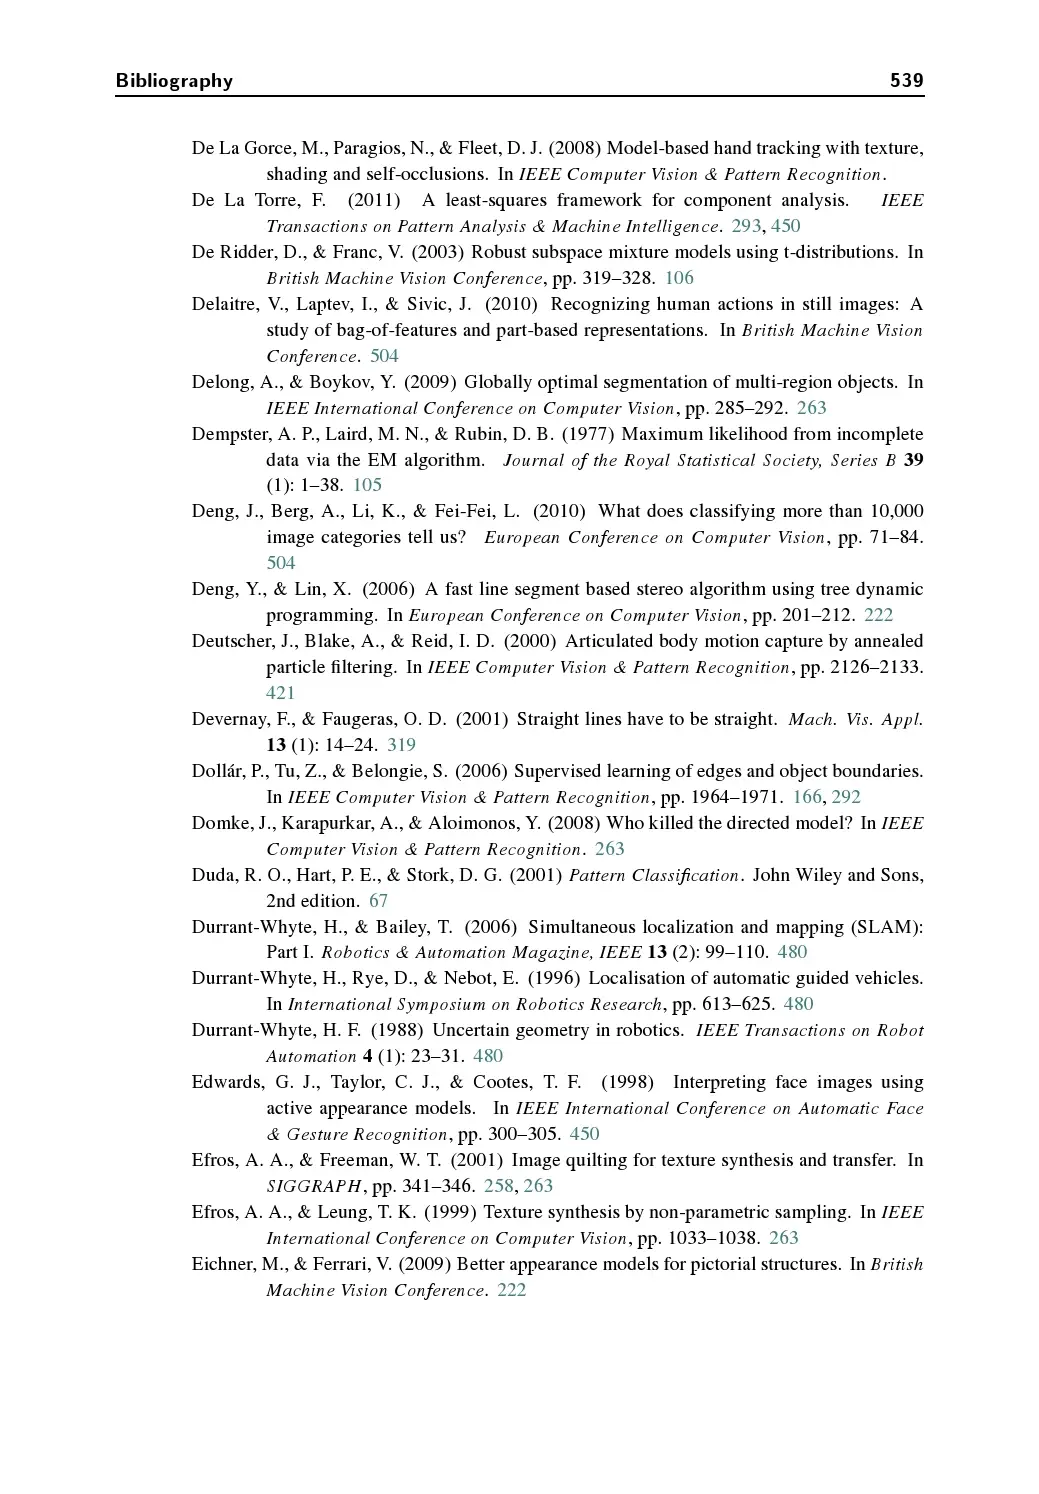 Bibliography 539
De La Gorce, M., Paragios, N., & Fleet, D. J. (2008) Model-based hand tracking with texture,
shading and self-occlusions. In IEEE Computer Vision & Pattern Recognition.
De La Torre, F. (2011) A least-squares framework for component analysis. IEEE
Transactions on Pattern Analysis & Machine Intelligence. 293, 450
De Ridder, D., & Franc, V. (2003) Robust subspace mixture models using t-distributions. In
British Machine Vision Conference, pp. 319–328. 106
Delaitre, V., Laptev, I., & Sivic, J. (2010) Recognizing human actions in still images: A
study of bag-of-features and part-based representations. In British Machine Vision
Conference. 504
Delong, A., & Boykov, Y. (2009) Globally optimal segmentation of multi-region objects. In
IEEE International Conference on Computer Vision, pp. 285–292. 263
Dempster, A. P., Laird, M. N., & Rubin, D. B. (1977) Maximum likelihood from incomplete
data via the EM algorithm. Journal of the Royal Statistical Society, Series B 39
(1): 1–38. 105
Deng, J., Berg, A., Li, K., & Fei-Fei, L. (2010) What does classifying more than 10,000
image categories tell us? European Conference on Computer Vision, pp. 71–84.
504
Deng, Y., & Lin, X. (2006) A fast line segment based stereo algorithm using tree dynamic
programming. In European Conference on Computer Vision, pp. 201–212. 222
Deutscher, J., Blake, A., & Reid, I. D. (2000) Articulated body motion capture by annealed
particle filtering. In IEEE Computer Vision & Pattern Recognition, pp. 2126–2133.
421
Devernay, F., & Faugeras, O. D. (2001) Straight lines have to be straight. Mach. Vis. Appl.
13 (1): 14–24. 319
Dollár, P., Tu, Z., & Belongie, S. (2006) Supervised learning of edges and object boundaries.
In IEEE Computer Vision & Pattern Recognition, pp. 1964–1971. 166, 292
Domke, J., Karapurkar, A., & Aloimonos, Y. (2008) Who killed the directed model? In IEEE
Computer Vision & Pattern Recognition. 263
Duda, R. O., Hart, P. E., & Stork, D. G. (2001) Pattern Classification. John Wiley and Sons,
2nd edition. 67
Durrant-Whyte, H., & Bailey, T. (2006) Simultaneous localization and mapping (SLAM):
Part I. Robotics & Automation Magazine, IEEE 13 (2): 99–110. 480
Durrant-Whyte, H., Rye, D., & Nebot, E. (1996) Localisation of automatic guided vehicles.
In International Symposium on Robotics Research, pp. 613–625. 480
Durrant-Whyte, H. F. (1988) Uncertain geometry in robotics. IEEE Transactions on Robot
Automation 4 (1): 23–31. 480
Edwards, G. J., Taylor, C. J., & Cootes, T. F. (1998) Interpreting face images using
active appearance models. In IEEE International Conference on Automatic Face
& Gesture Recognition, pp. 300–305. 450
Efros, A. A., & Freeman, W. T. (2001) Image quilting for texture synthesis and transfer. In
SIGGRAPH, pp. 341–346. 258, 263
Efros, A. A., & Leung, T. K. (1999) Texture synthesis by non-parametric sampling. In IEEE
International Conference on Computer Vision, pp. 1033–1038. 263
Eichner, M., & Ferrari, V. (2009) Better appearance models for pictorial structures. In British
Machine Vision Conference. 222